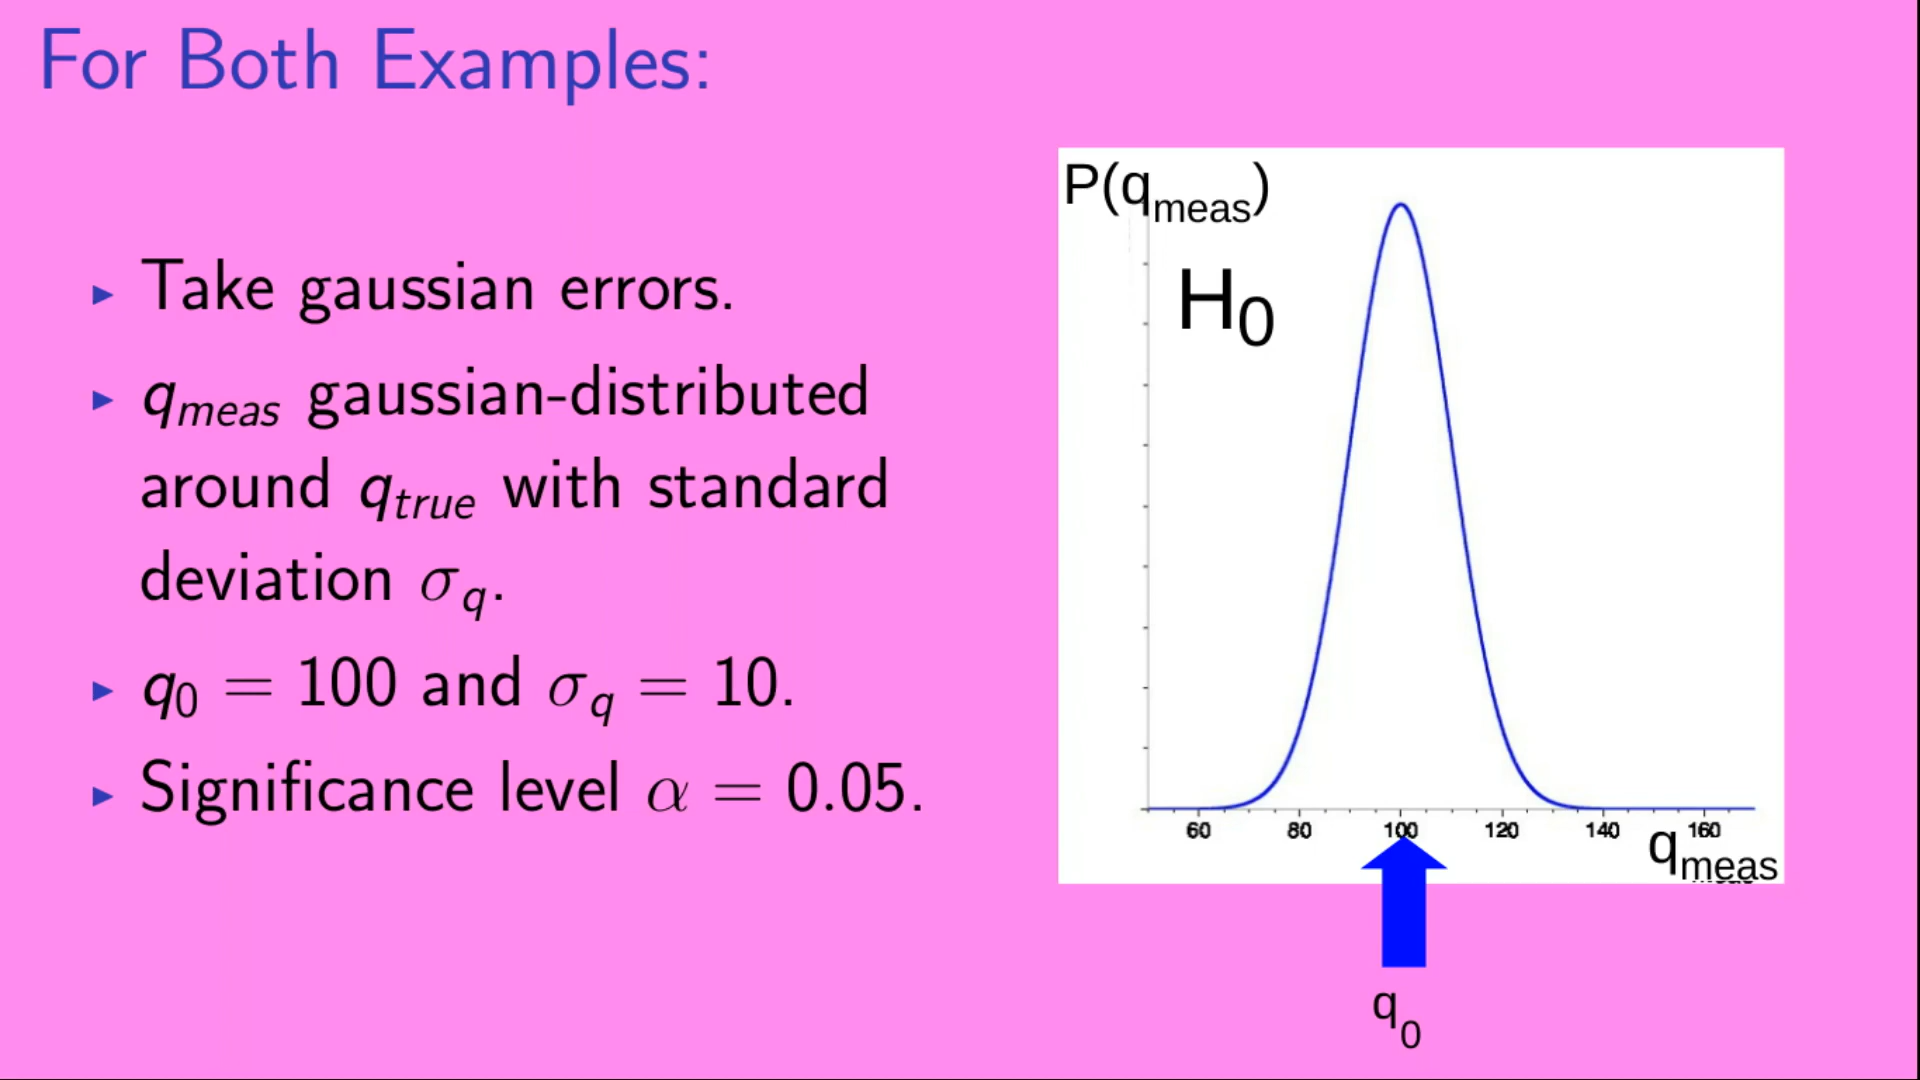 For Both Examples:
▸ Take gaussian errors.
▸ q_meas gaussian-distributed
around q_true with standard
deviation σ_q.
▸ q_0 = 100 and σ_q = 10.
▸ Significance level α = 0.05.
P(q_meas)
H_0
60 80 100 120 140 160
q_meas
q_0